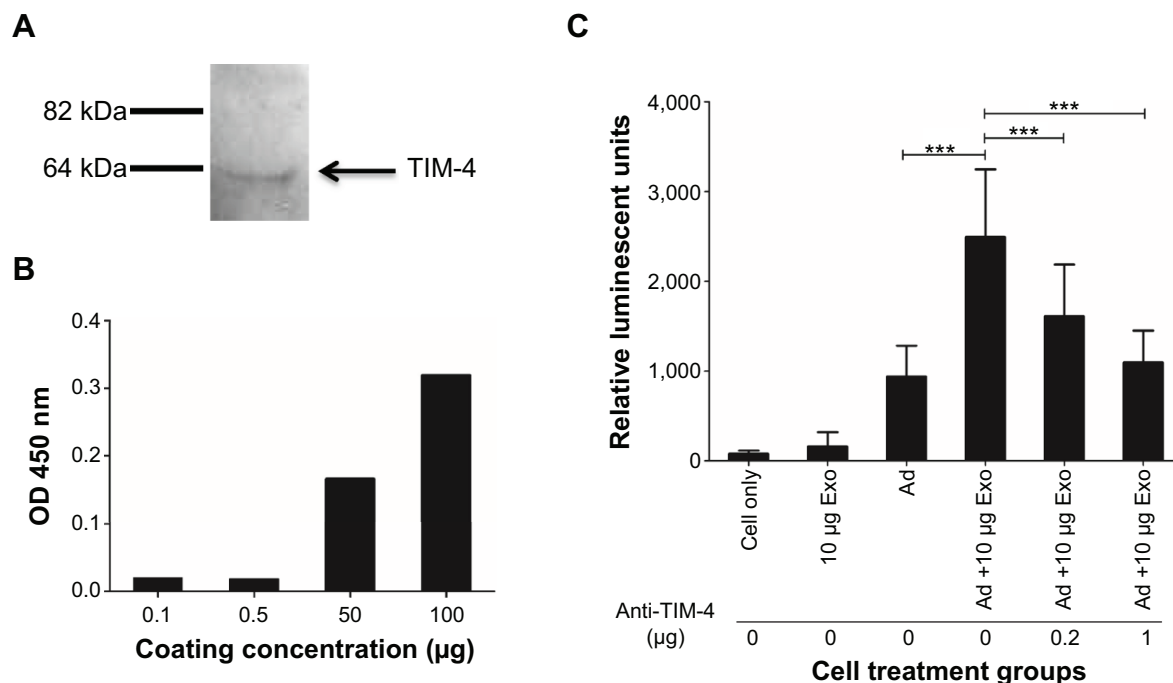 A
82 kDa
64 kDa
TIM-4
B
OD 450 nm
0.4
0.3
0.2
0.1
0.0
0.1 0.5 50 100
Coating concentration (µg)
C
Relative luminescent units
4,000
3,000
2,000
1,000
0
***
***
***
Cell only
10 µg Exo
Ad
Ad +10 µg Exo
Ad +10 µg Exo
Ad +10 µg Exo
Anti-TIM-4
(µg)
0 0 0 0 0.2 1
Cell treatment groups